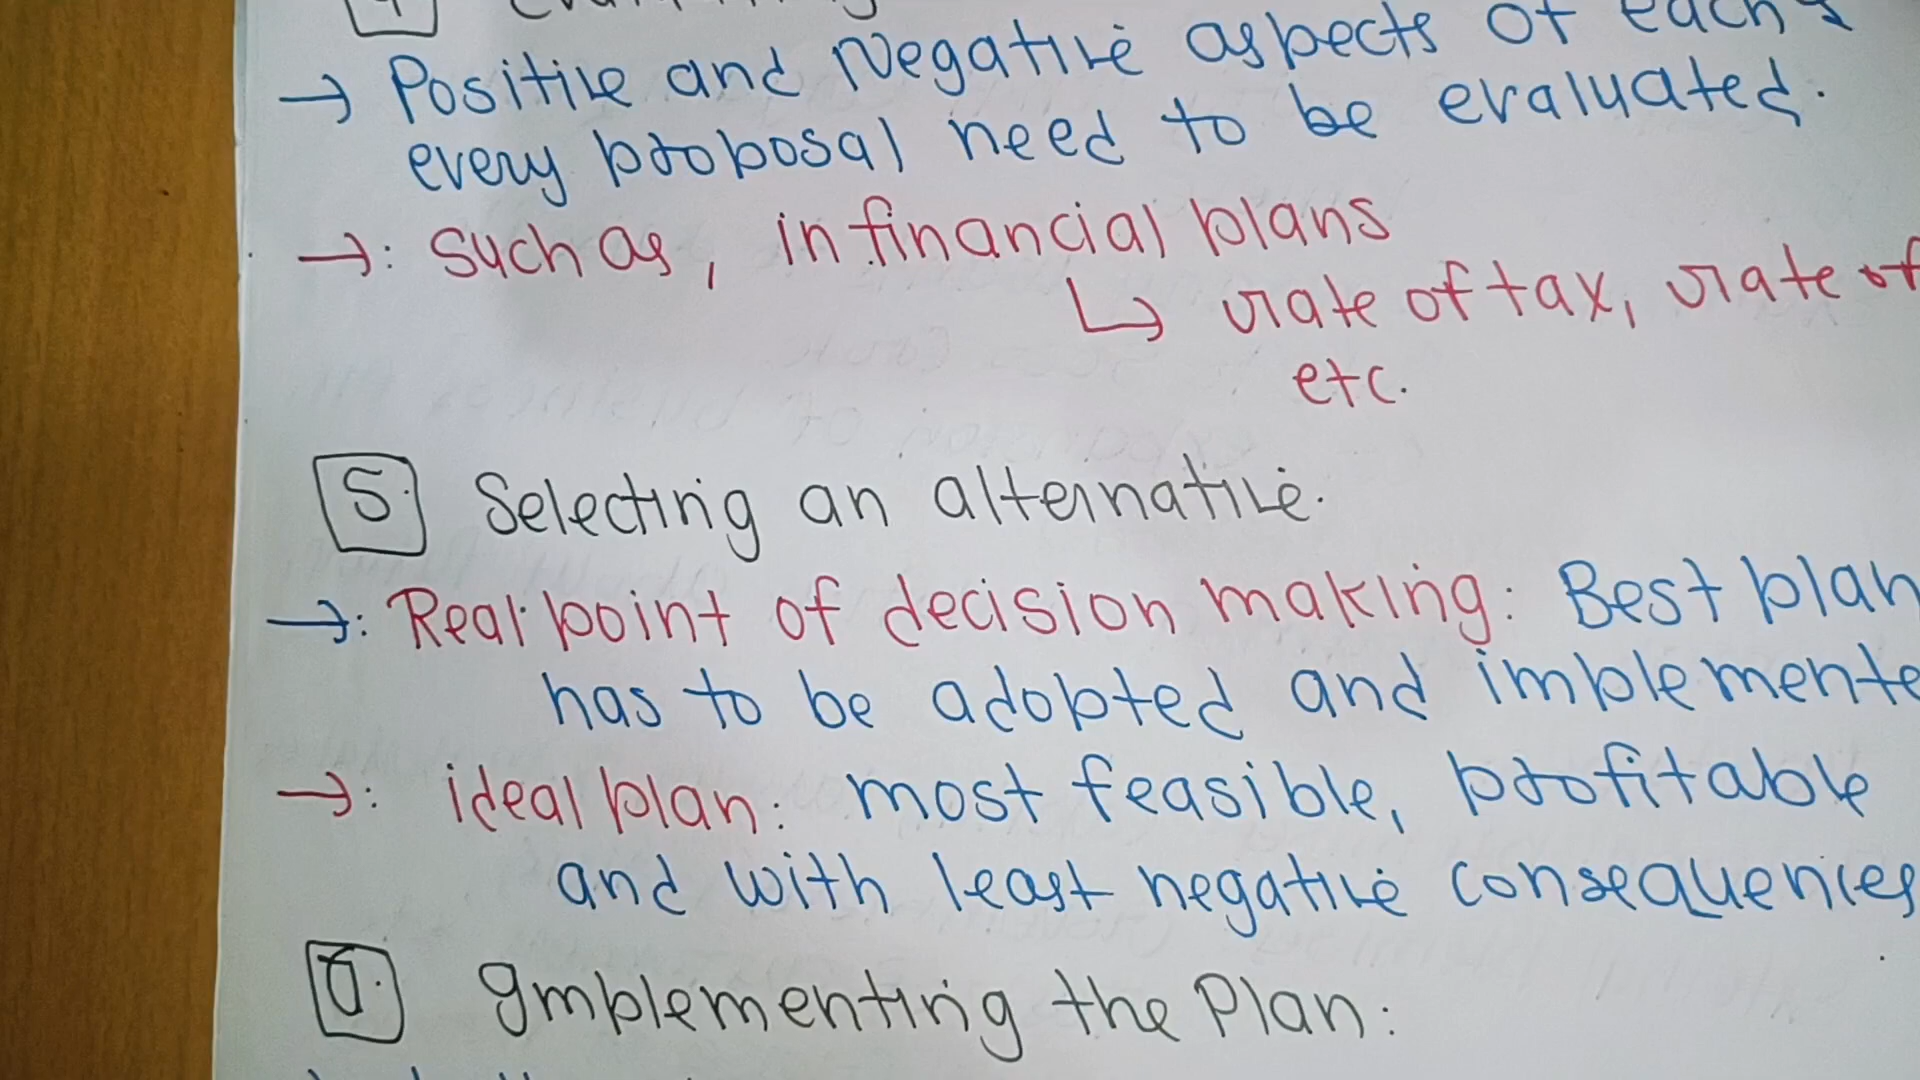 → Positive and Negative aspects of each &
every proposal need to be evaluated.
→: Such as, in financial plans
↳ rate of tax, rate of
etc.
5. Selecting an alternative.
→: Real point of decision making: Best plan
has to be adopted and implemente
→: ideal plan: most feasible, profitable
and with least negative consequences
Implementing the Plan: